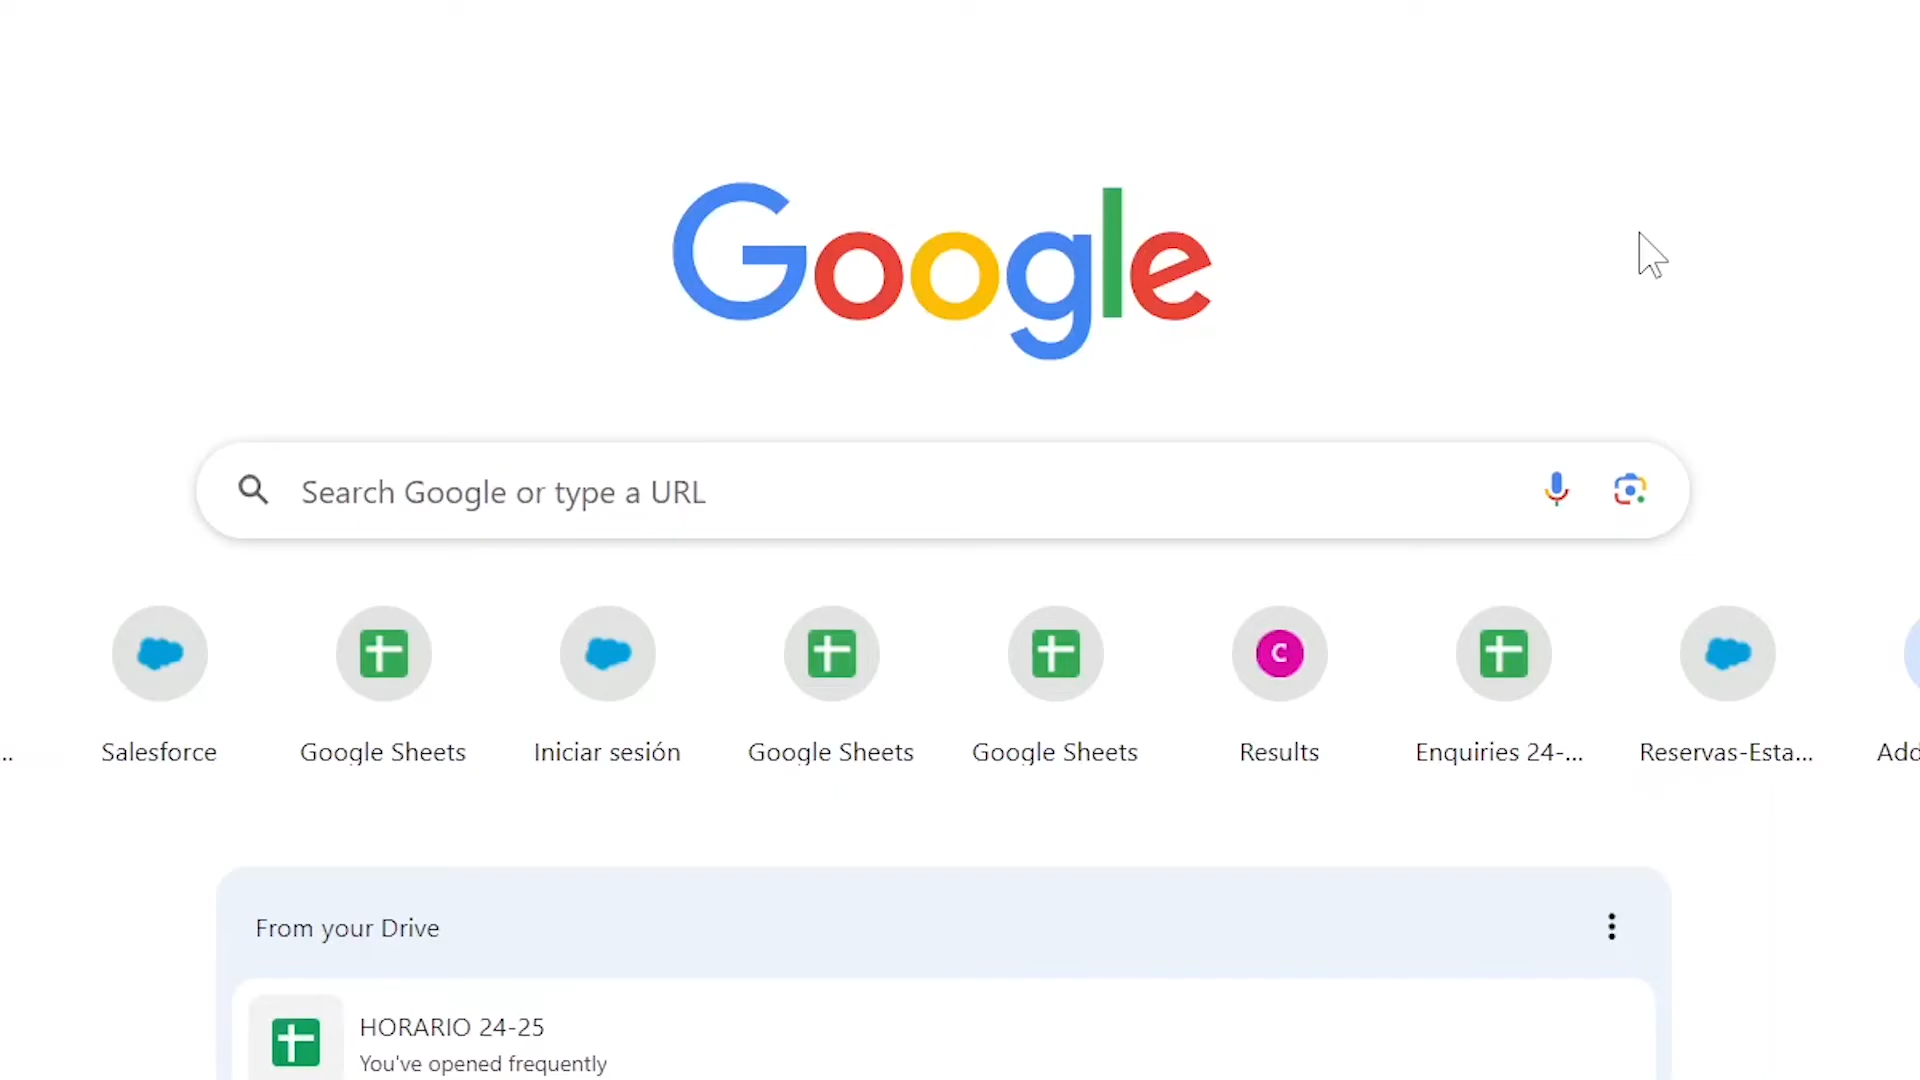 Google
Search Google or type a URL
..
Salesforce
Google Sheets
Iniciar sesión
Google Sheets
Google Sheets
C
Results
Enquiries 24-...
Reservas-Esta...
Add
From your Drive
HORARIO 24-25
You've opened frequently